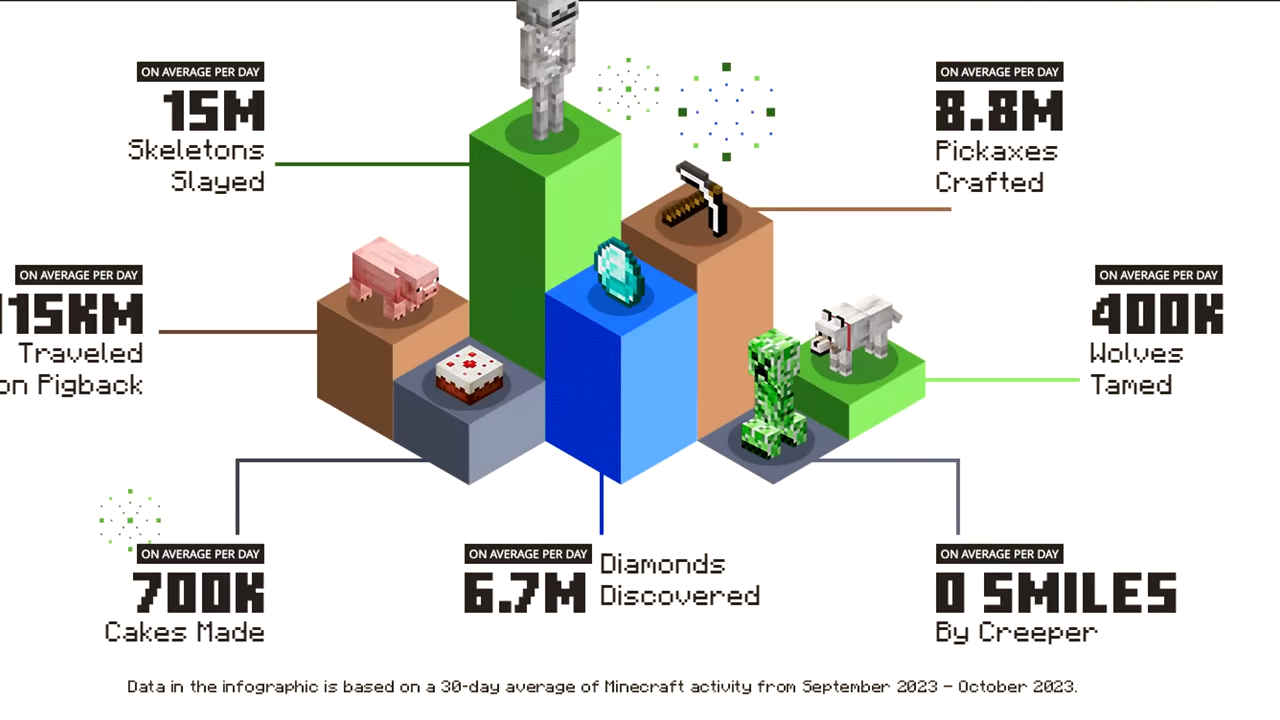 ON AVERAGE PER DAY
15M
Skeletons
Slayed
ON AVERAGE PER DAY
8.8M
Pickaxes
Crafted
ON AVERAGE PER DAY
115KM
Traveled
on Pigback
ON AVERAGE PER DAY
400K
Wolves
Tamed
ON AVERAGE PER DAY
700K
Cakes Made
ON AVERAGE PER DAY
6.7M
Diamonds
Discovered
ON AVERAGE PER DAY
0 SMILES
By Creeper
Data in the infographic is based on a 30-day average of Minecraft activity from September 2023 – October 2023.